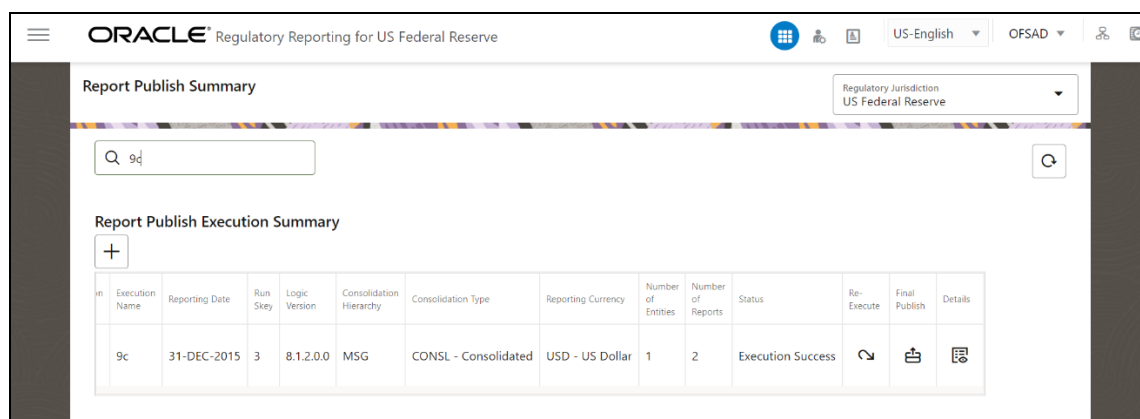 ORACLE® Regulatory Reporting for US Federal Reserve
US-English
OFSAD
Report Publish Summary
Regulatory Jurisdiction
US Federal Reserve
9c
Report Publish Execution Summary
+
on Execution Name Reporting Date Run Skey Logic Version Consolidation Hierarchy Consolidation Type Reporting Currency Number of Entities Number of Reports Status Re-Execute Final Publish Details
9c 31-DEC-2015 3 8.1.2.0.0 MSG CONSL - Consolidated USD - US Dollar 1 2 Execution Success